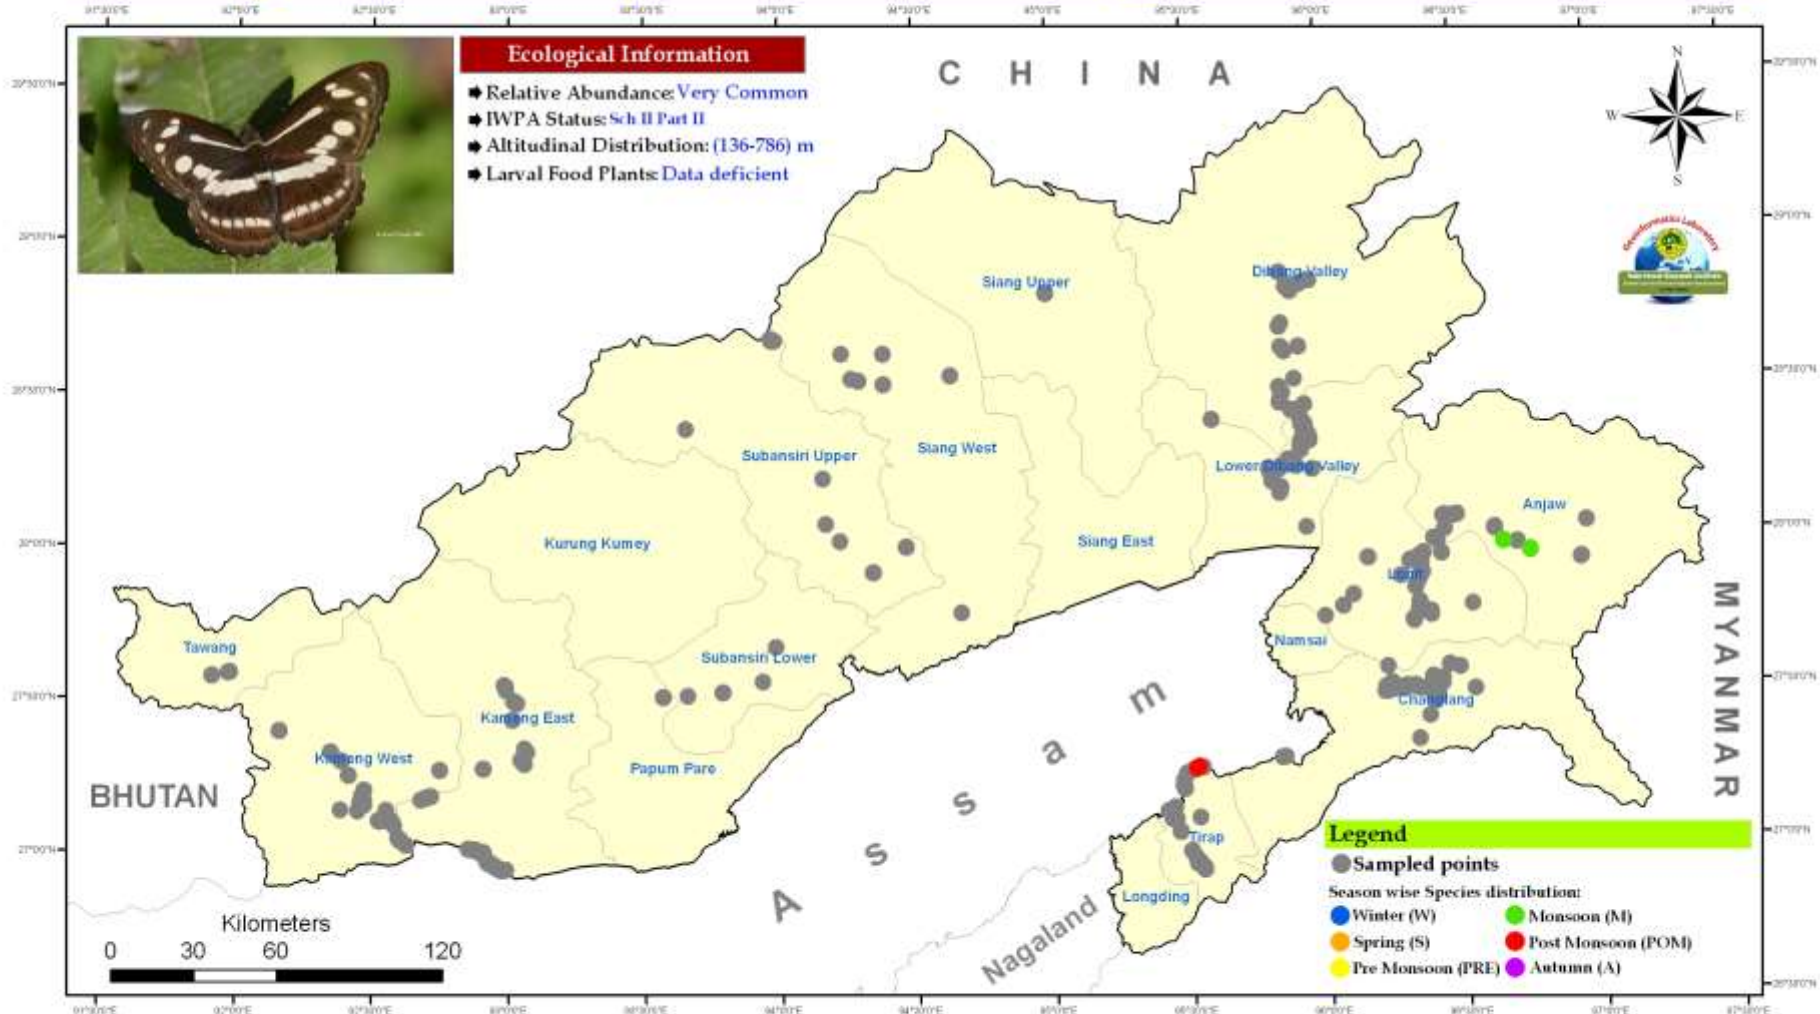 Ecological Information
Relative Abundance: Very Common
IWPA Status: Sch II Part II
Altitudinal Distribution: (136-786) m
Larval Food Plants: Data deficient
CHINA
N
W E
S
Geoinformatics Laboratory
Dibang Valley
Siang Upper
Subansiri Upper
Siang West
Lower Dibang Valley
Anjaw
Kurung Kumey
Siang East
Lohit
Tawang
Subansiri Lower
Namsai
Changlang
Kameng East
Kameng West
Papum Pare
BHUTAN
MYANMAR
Assam
Tirap
Longding
Nagaland
Kilometers
0 30 60 120
Legend
Sampled points
Season wise Species distribution:
Winter (W) Monsoon (M)
Spring (S) Post Monsoon (POM)
Pre Monsoon (PRE) Autumn (A)